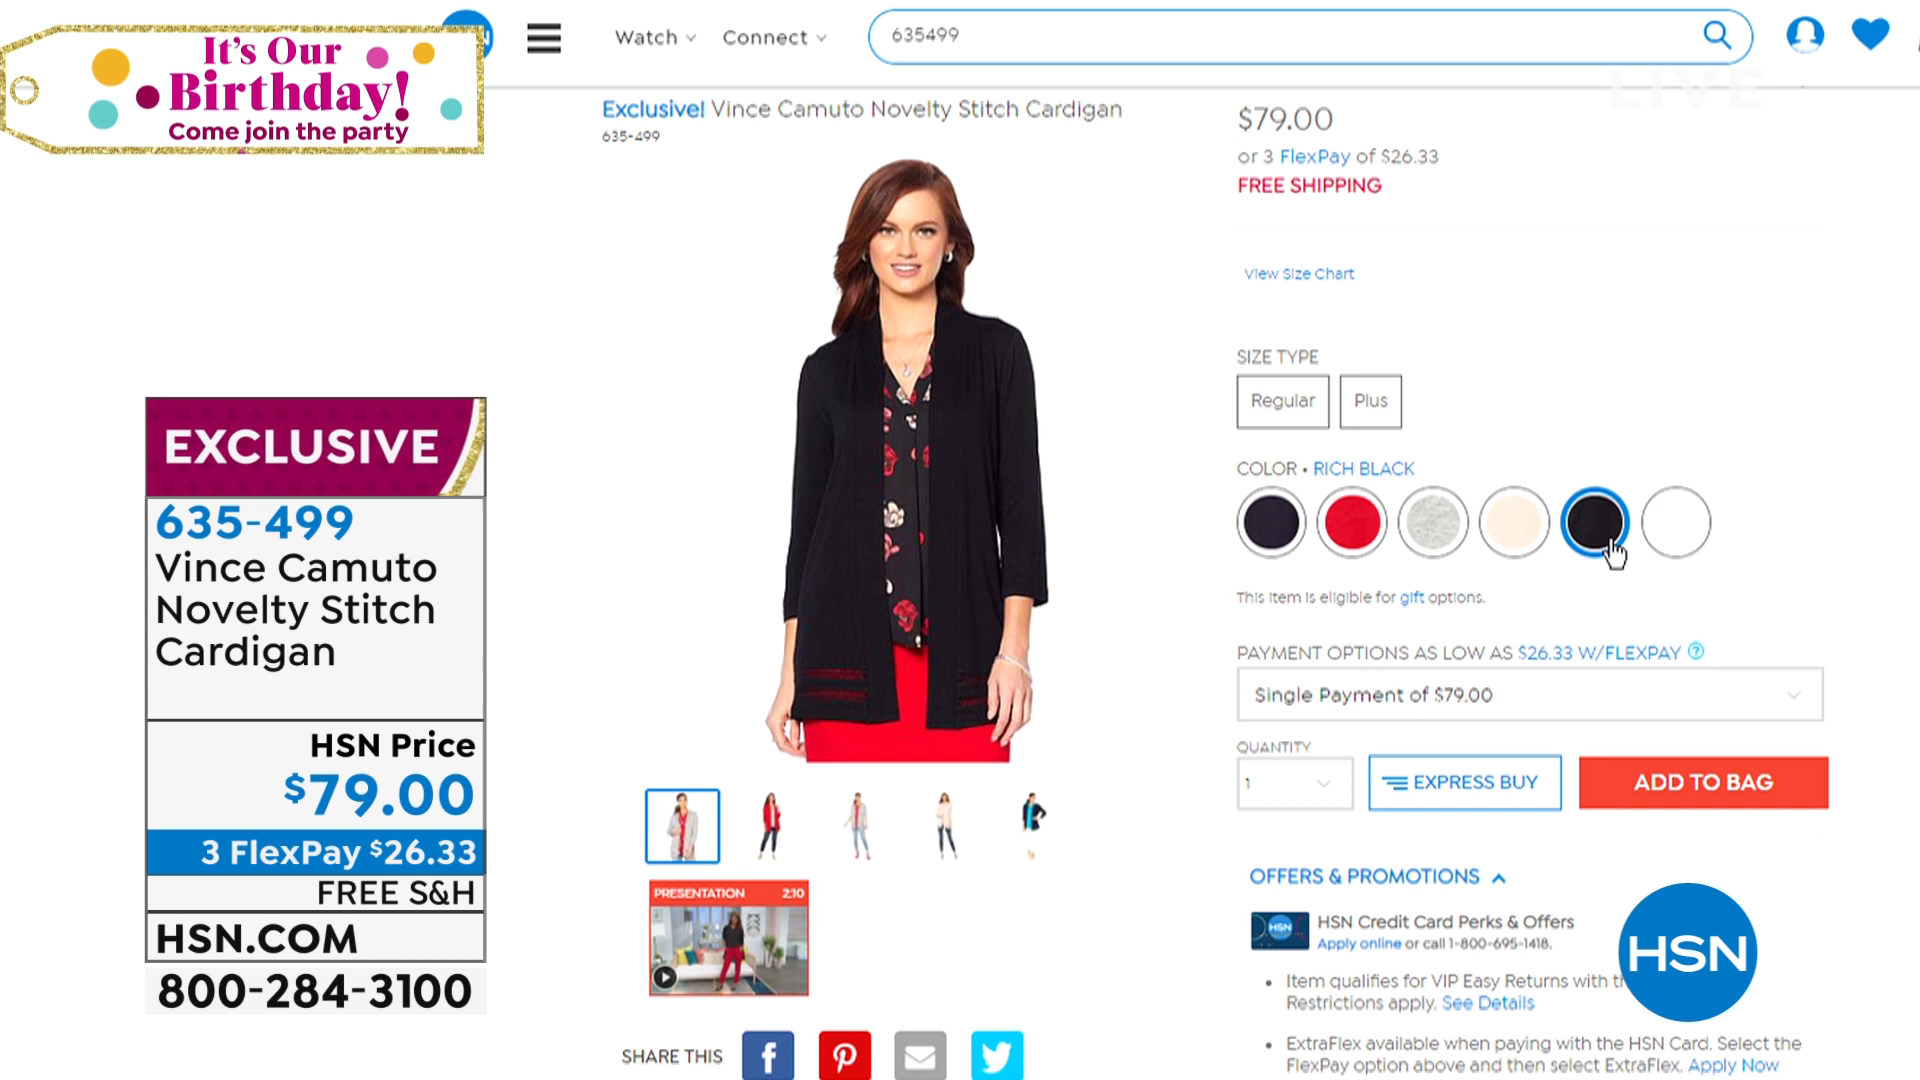 It's Our
Birthday!
Come join the party
Watch
Connect
635499
LIVE
Exclusive! Vince Camuto Novelty Stitch Cardigan
635-499
$79.00
or 3 FlexPay of $26.33
FREE SHIPPING
View Size Chart
SIZE TYPE
Regular
Plus
COLOR • RICH BLACK
This item is eligible for gift options.
PAYMENT OPTIONS AS LOW AS $26.33 W/FLEXPAY ?
Single Payment of $79.00
QUANTITY
1
EXPRESS BUY
ADD TO BAG
EXCLUSIVE
635-499
Vince Camuto
Novelty Stitch
Cardigan
HSN Price
$79.00
3 FlexPay $26.33
FREE S&H
HSN.COM
800-284-3100
PRESENTATION 2:10
SHARE THIS
OFFERS & PROMOTIONS
HSN
HSN Credit Card Perks & Offers
Apply online or call 1-800-695-1418.
• Item qualifies for VIP Easy Returns with
Restrictions apply. See Details
• ExtraFlex available when paying with the HSN Card. Select the
FlexPay option above and then select ExtraFlex. Apply Now
HSN